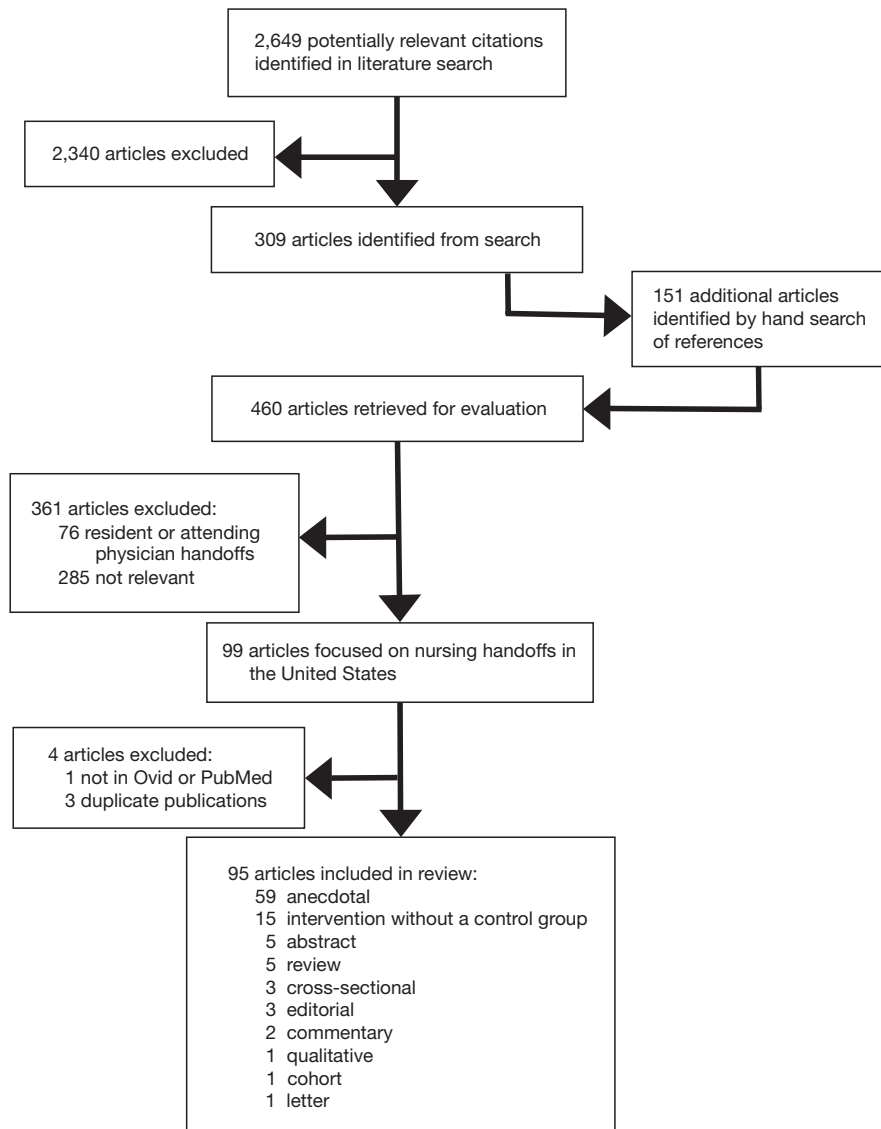 2,649 potentially relevant citations
identified in literature search
2,340 articles excluded
309 articles identified from search
151 additional articles
identified by hand search
of references
460 articles retrieved for evaluation
361 articles excluded:
76 resident or attending
physician handoffs
285 not relevant
99 articles focused on nursing handoffs in
the United States
4 articles excluded:
1 not in Ovid or PubMed
3 duplicate publications
95 articles included in review:
59 anecdotal
15 intervention without a control group
5 abstract
5 review
3 cross-sectional
3 editorial
2 commentary
1 qualitative
1 cohort
1 letter